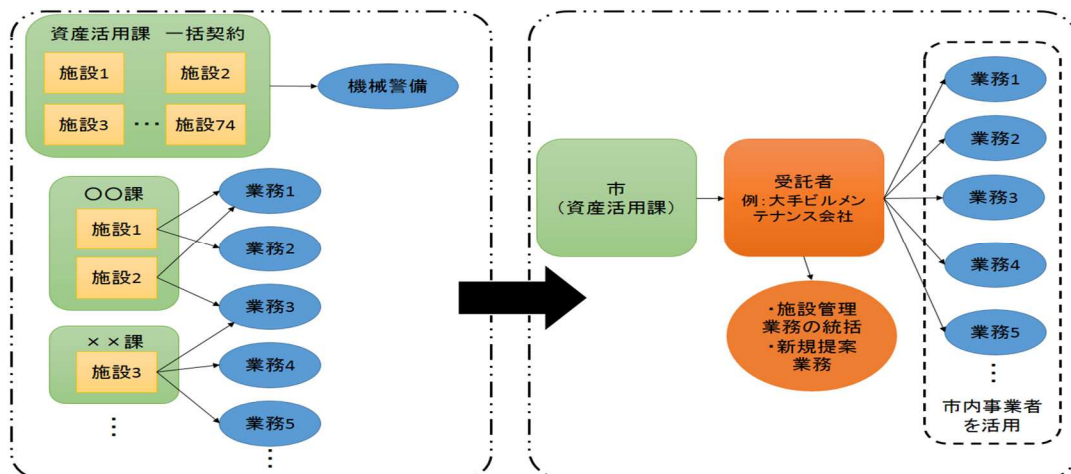 資産活用課 一括契約
施設1
施設2
施設3
…
施設74
機械警備
〇〇課
施設1
施設2
××課
施設3
…
業務1
業務2
業務3
業務4
業務5
…
市
(資産活用課)
受託者
例:大手ビルメン
テナンス会社
・施設管理
業務の統括
・新規提案
業務
業務1
業務2
業務3
業務4
業務5
…
市内事業者
を活用